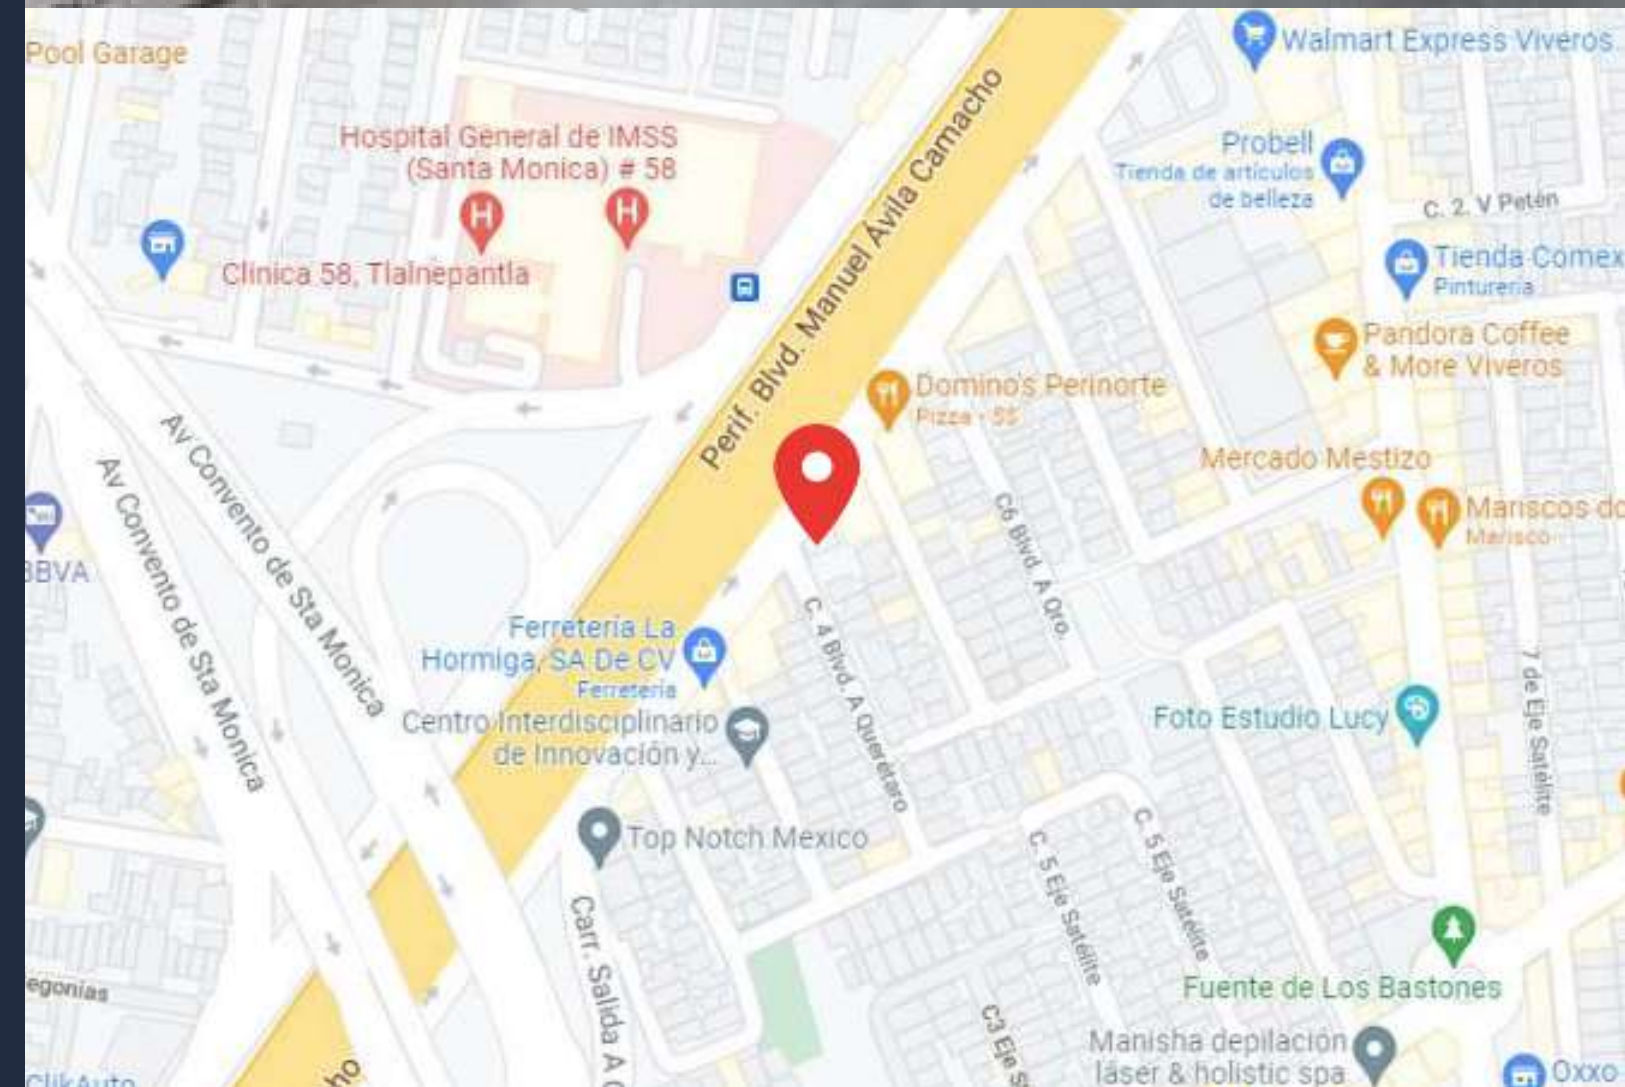 Pool Garage
Walmart Express Viveros
Hospital General de IMSS
(Santa Monica) # 58
Clinica 58, Tlalnepantla
Perif. Blvd. Manuel Ávila Camacho
Probell
Tienda de artículos
de belleza
C. 2. V Petén
Tienda Comex
Pinturería
Pandora Coffee
& More Viveros
Domino's Perinorte
Pizza • $$
Mercado Mestizo
Mariscos
Marisco
Av Convento de Sta Monica
Av Convento de Sta Monica
BBVA
C6 Blvd. A Qro.
C. 4 Blvd. A Querétaro
Ferretería La
Hormiga, SA De CV
Ferretería
Centro Interdisciplinario
de Innovación y...
Foto Estudio Lucy
7 de Eje Satélite
Top Notch Mexico
C. 5 Eje Satélite
C. 5 Eje Satélite
Carr. Salida A
egonias
Fuente de Los Bastones
C3 Eje S
Manisha depilación
láser & holistic spa
Oxxo
ClikAuto
ho